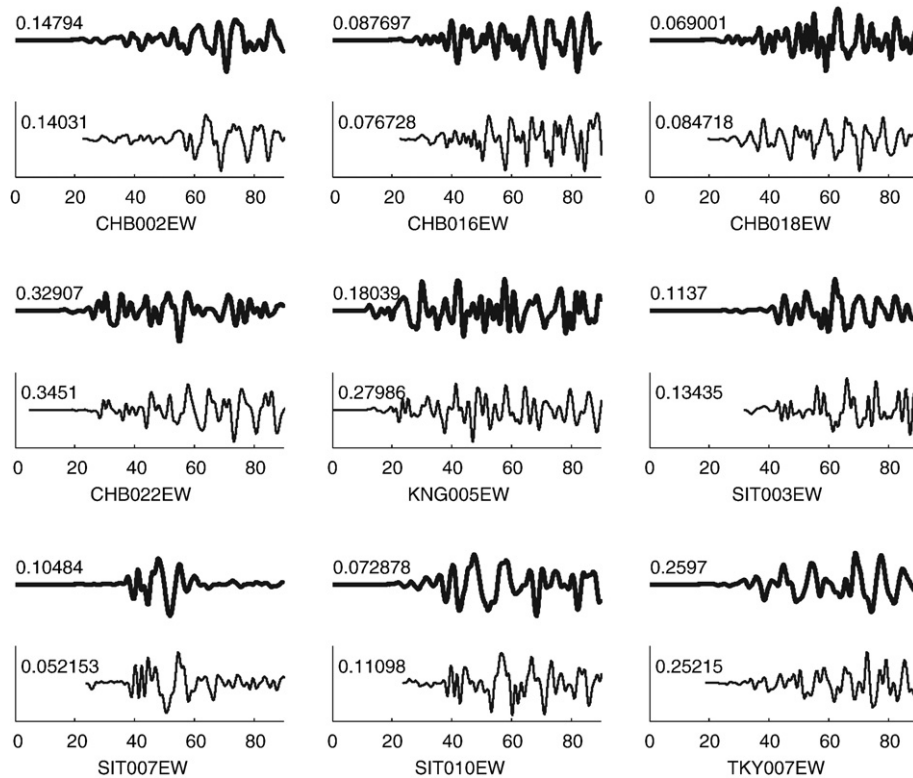 0.14794 0.087697 0.069001
0.14031 0.076728 0.084718
0 20 40 60 80 0 20 40 60 80 0 20 40 60 80
CHB002EW CHB016EW CHB018EW
0.32907 0.18039 0.1137
0.3451 0.27986 0.13435
0 20 40 60 80 0 20 40 60 80 0 20 40 60 80
CHB022EW KNG005EW SIT003EW
0.10484 0.072878 0.2597
0.052153 0.11098 0.25215
0 20 40 60 80 0 20 40 60 80 0 20 40 60 80
SIT007EW SIT010EW TKY007EW